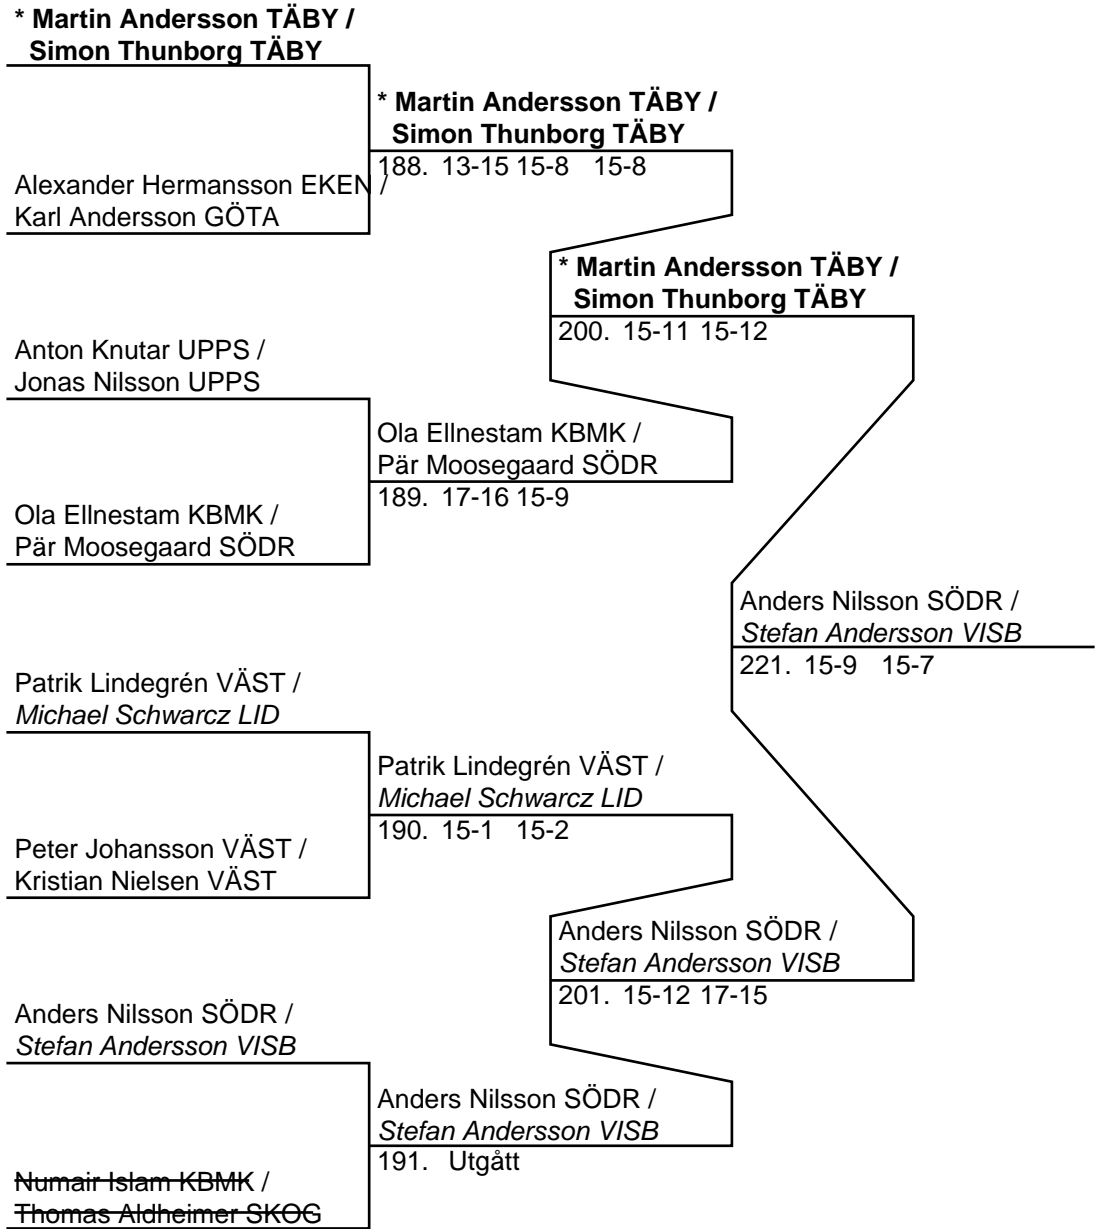 * Martin Andersson TÄBY /
Simon Thunborg TÄBY
* Martin Andersson TÄBY /
Simon Thunborg TÄBY
188. 13-15 15-8 15-8
Alexander Hermansson EKEN /
Karl Andersson GÖTA
* Martin Andersson TÄBY /
Simon Thunborg TÄBY
200. 15-11 15-12
Anton Knutar UPPS /
Jonas Nilsson UPPS
Ola Ellnestam KBMK /
Pär Moosegaard SÖDR
189. 17-16 15-9
Ola Ellnestam KBMK /
Pär Moosegaard SÖDR
Anders Nilsson SÖDR /
Stefan Andersson VISB
221. 15-9 15-7
Patrik Lindegrén VÄST /
Michael Schwarcz LID
Patrik Lindegrén VÄST /
Michael Schwarcz LID
190. 15-1 15-2
Peter Johansson VÄST /
Kristian Nielsen VÄST
Anders Nilsson SÖDR /
Stefan Andersson VISB
201. 15-12 17-15
Anders Nilsson SÖDR /
Stefan Andersson VISB
Anders Nilsson SÖDR /
Stefan Andersson VISB
191. Utgått
Numair Islam KBMK /
Thomas Aldheimer SKOG